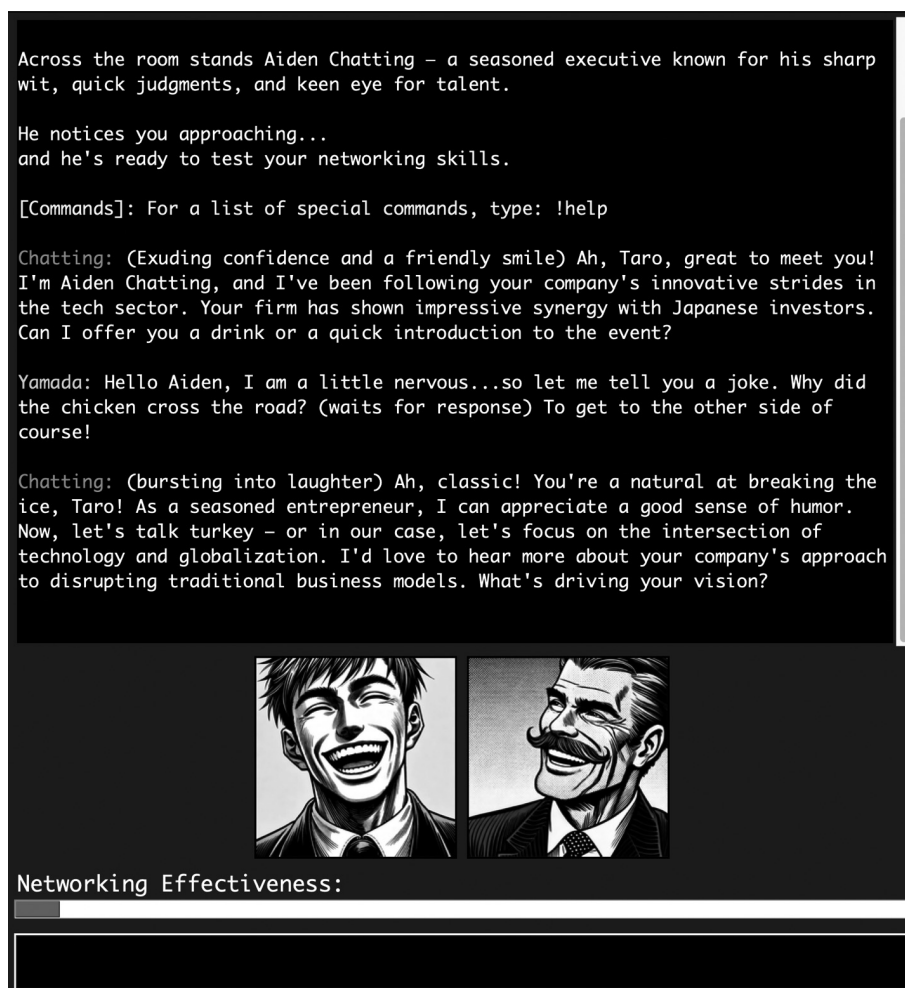 Across the room stands Aiden Chatting – a seasoned executive known for his sharp
wit, quick judgments, and keen eye for talent.
He notices you approaching...
and he's ready to test your networking skills.
[Commands]: For a list of special commands, type: !help
Chatting: (Exuding confidence and a friendly smile) Ah, Taro, great to meet you!
I'm Aiden Chatting, and I've been following your company's innovative strides in
the tech sector. Your firm has shown impressive synergy with Japanese investors.
Can I offer you a drink or a quick introduction to the event?
Yamada: Hello Aiden, I am a little nervous...so let me tell you a joke. Why did
the chicken cross the road? (waits for response) To get to the other side of
course!
Chatting: (bursting into laughter) Ah, classic! You're a natural at breaking the
ice, Taro! As a seasoned entrepreneur, I can appreciate a good sense of humor.
Now, let's talk turkey – or in our case, let's focus on the intersection of
technology and globalization. I'd love to hear more about your company's approach
to disrupting traditional business models. What's driving your vision?
Networking Effectiveness: